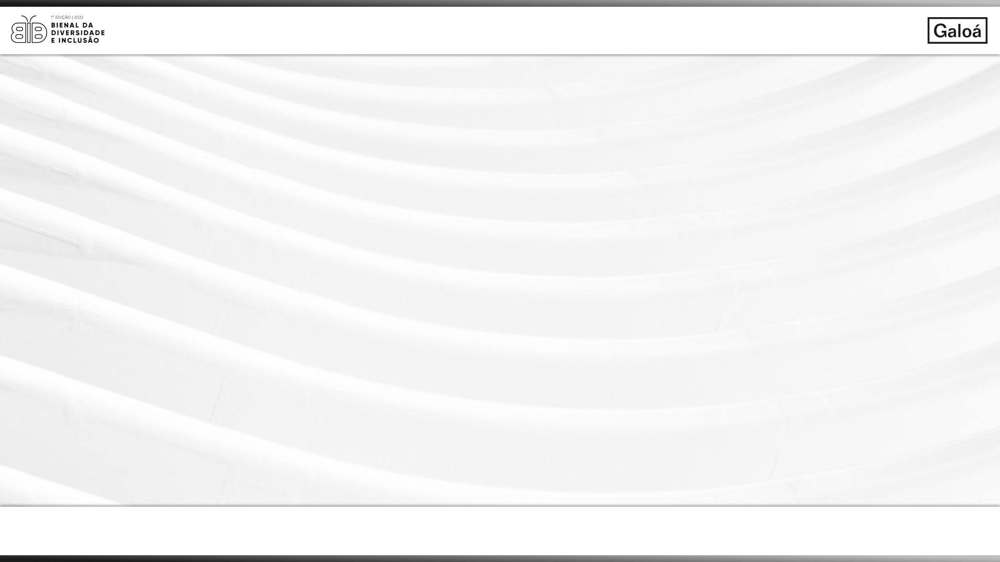 1ª EDIÇÃO | 2022
BIENAL DA
DIVERSIDADE
E INCLUSÃO
Galoá